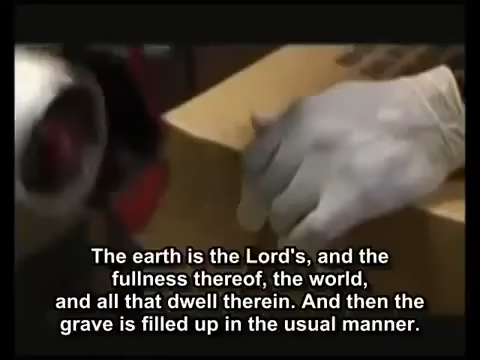 The earth is the Lord's, and the
fullness thereof, the world,
and all that dwell therein. And then the
grave is filled up in the usual manner.